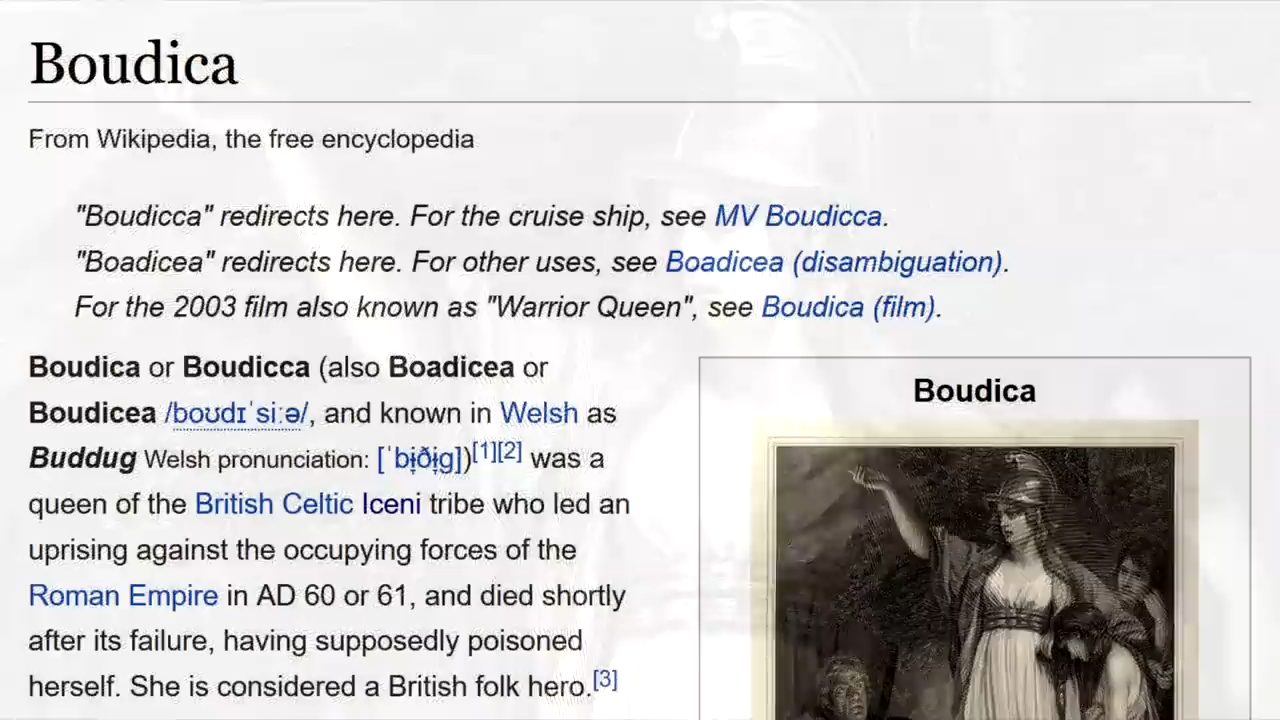 Boudica
From Wikipedia, the free encyclopedia
"Boudicca" redirects here. For the cruise ship, see MV Boudicca.
"Boadicea" redirects here. For other uses, see Boadicea (disambiguation).
For the 2003 film also known as "Warrior Queen", see Boudica (film).
Boudica or Boudicca (also Boadicea or
Boudicea /boʊdɪˈsiːə/, and known in Welsh as
Buddug Welsh pronunciation: [ˈbɨ̞ðɨ̞ɡ])[1][2] was a
queen of the British Celtic Iceni tribe who led an
uprising against the occupying forces of the
Roman Empire in AD 60 or 61, and died shortly
after its failure, having supposedly poisoned
herself. She is considered a British folk hero.[3]
Boudica